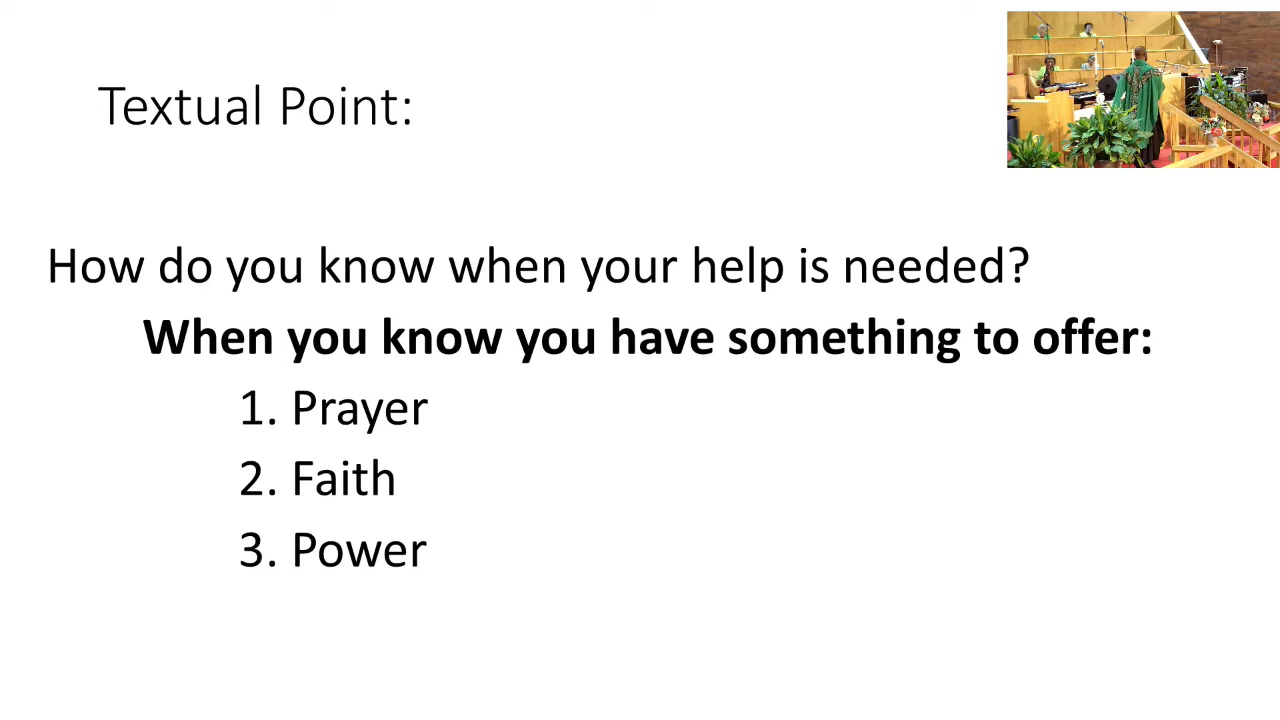 Textual Point:
How do you know when your help is needed?
When you know you have something to offer:
1. Prayer
2. Faith
3. Power